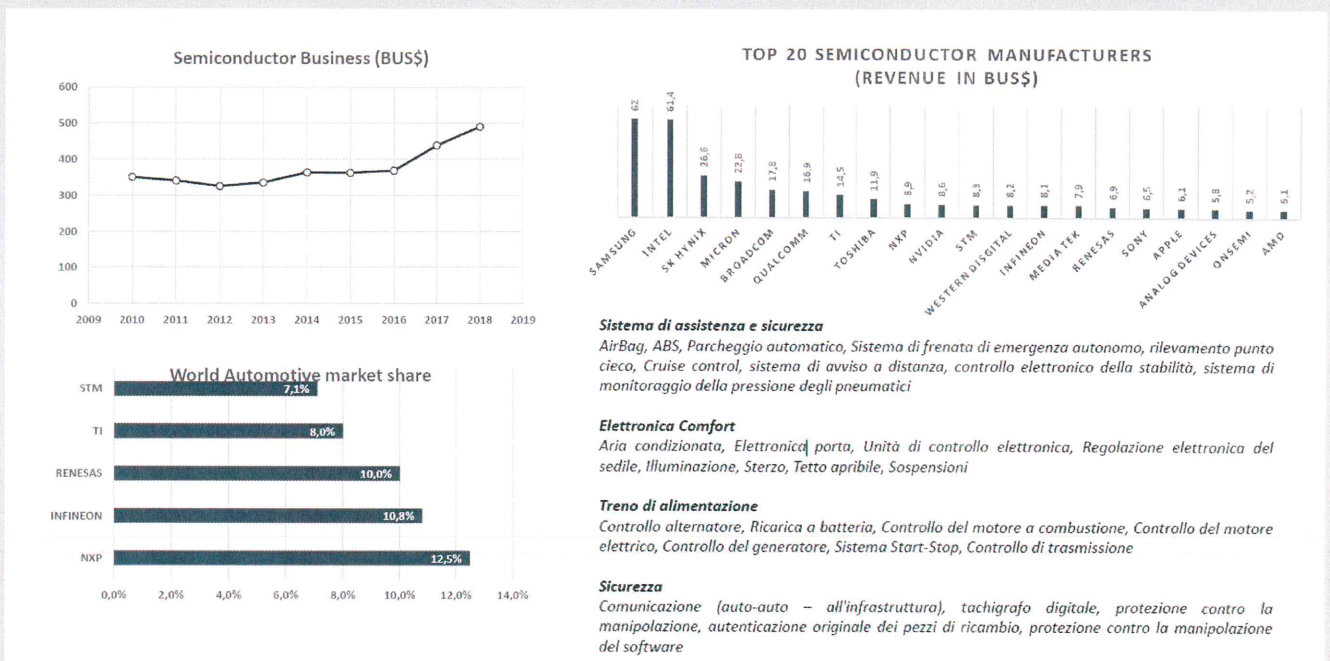 Semiconductor Business (BUS$)
600
500
400
300
200
100
0
2009 2010 2011 2012 2013 2014 2015 2016 2017 2018 2019
World Automotive market share
STM 7,1%
TI 8,0%
RENESAS 10,0%
INFINEON 10,8%
NXP 12,5%
0,0% 2,0% 4,0% 6,0% 8,0% 10,0% 12,0% 14,0%
TOP 20 SEMICONDUCTOR MANUFACTURERS
(REVENUE IN BUS$)
62 61,4 26,6 22,8 17,8 16,9 14,5 11,9 8,9 8,6 8,3 8,2 8,1 7,9 6,9 6,5 6,1 5,8 5,2 5,1
SAMSUNG INTEL SK HYNIX MICRON BROADCOM QUALCOMM TI TOSHIBA NXP NVIDIA STM WESTERN DISGITAL INFINEON MEDIA TEK RENESAS SONY APPLE ANALOG DEVICES ONSEMI AMD
Sistema di assistenza e sicurezza
AirBag, ABS, Parcheggio automatico, Sistema di frenata di emergenza autonomo, rilevamento punto
cieco, Cruise control, sistema di avviso a distanza, controllo elettronico della stabilità, sistema di
monitoraggio della pressione degli pneumatici
Elettronica Comfort
Aria condizionata, Elettronica porta, Unità di controllo elettronica, Regolazione elettronica del
sedile, Illuminazione, Sterzo, Tetto apribile, Sospensioni
Treno di alimentazione
Controllo alternatore, Ricarica a batteria, Controllo del motore a combustione, Controllo del motore
elettrico, Controllo del generatore, Sistema Start-Stop, Controllo di trasmissione
Sicurezza
Comunicazione (auto-auto – all'infrastruttura), tachigrafo digitale, protezione contro la
manipolazione, autenticazione originale dei pezzi di ricambio, protezione contro la manipolazione
del software